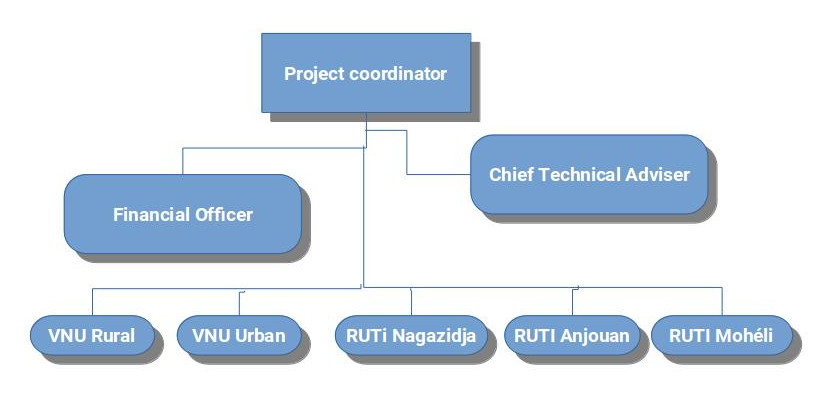 Project coordinator
Chief Technical Adviser
Financial Officer
VNU Rural
VNU Urban
RUTi Nagazidja
RUTI Anjouan
RUTI Mohéli